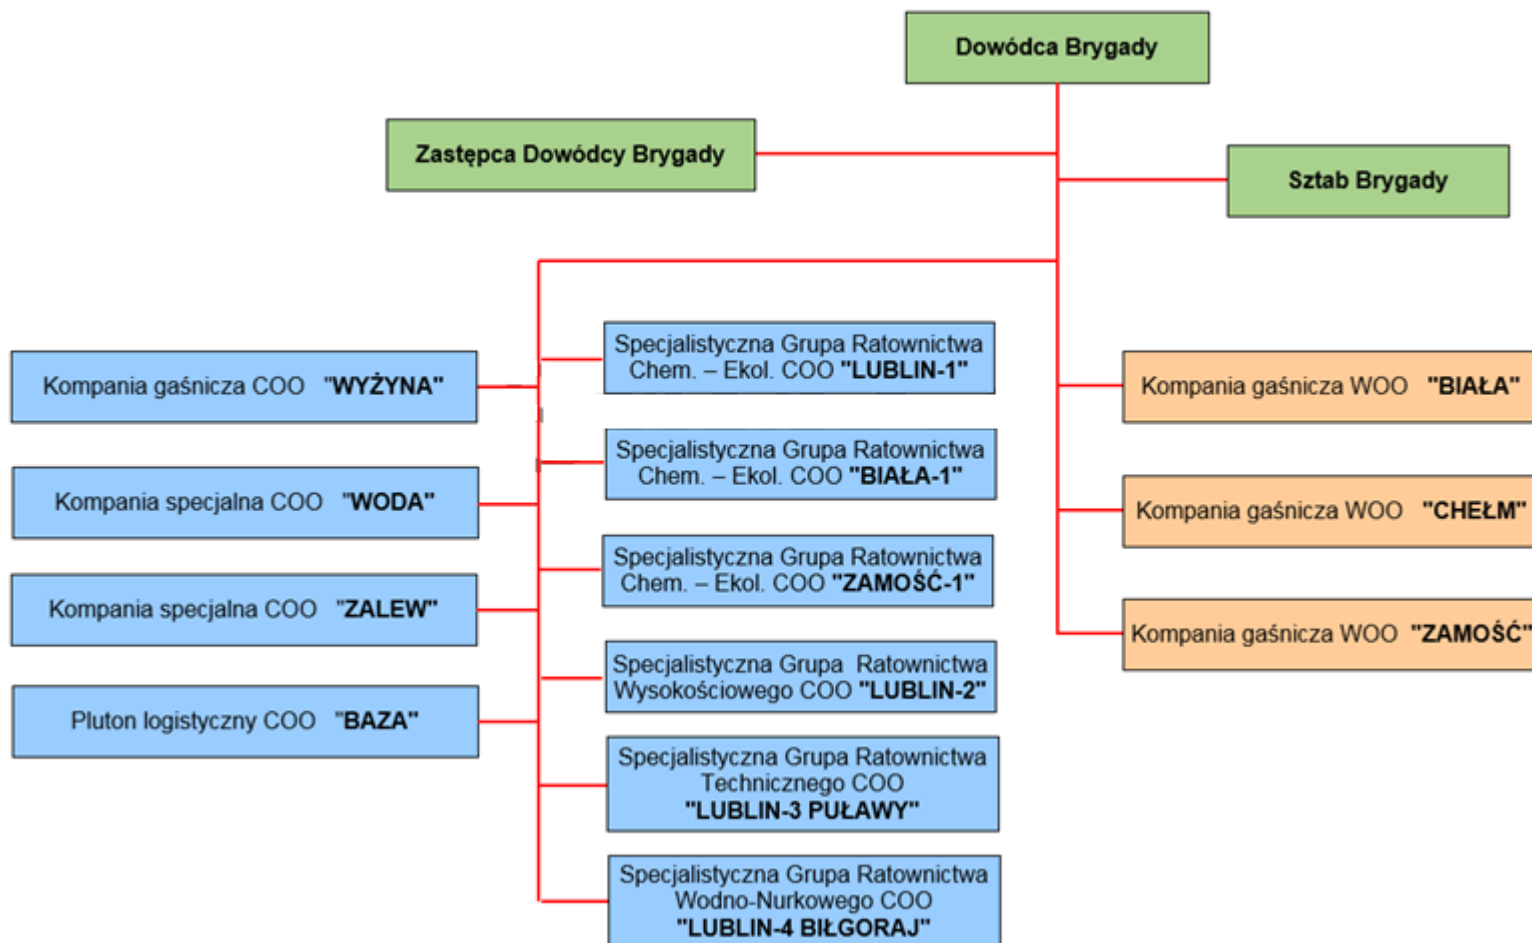 Dowódca Brygady
Zastępca Dowódcy Brygady
Sztab Brygady
Kompania gaśnicza COO "WYŻYNA"
Kompania specjalna COO "WODA"
Kompania specjalna COO "ZALEW"
Pluton logistyczny COO "BAZA"
Specjalistyczna Grupa Ratownictwa
Chem. – Ekol. COO "LUBLIN-1"
Specjalistyczna Grupa Ratownictwa
Chem. – Ekol. COO "BIAŁA-1"
Specjalistyczna Grupa Ratownictwa
Chem. – Ekol. COO "ZAMOŚĆ-1"
Specjalistyczna Grupa Ratownictwa
Wysokościowego COO "LUBLIN-2"
Specjalistyczna Grupa Ratownictwa
Technicznego COO
"LUBLIN-3 PUŁAWY"
Specjalistyczna Grupa Ratownictwa
Wodno-Nurkowego COO
"LUBLIN-4 BIŁGORAJ"
Kompania gaśnicza WOO "BIAŁA"
Kompania gaśnicza WOO "CHEŁM"
Kompania gaśnicza WOO "ZAMOŚĆ"